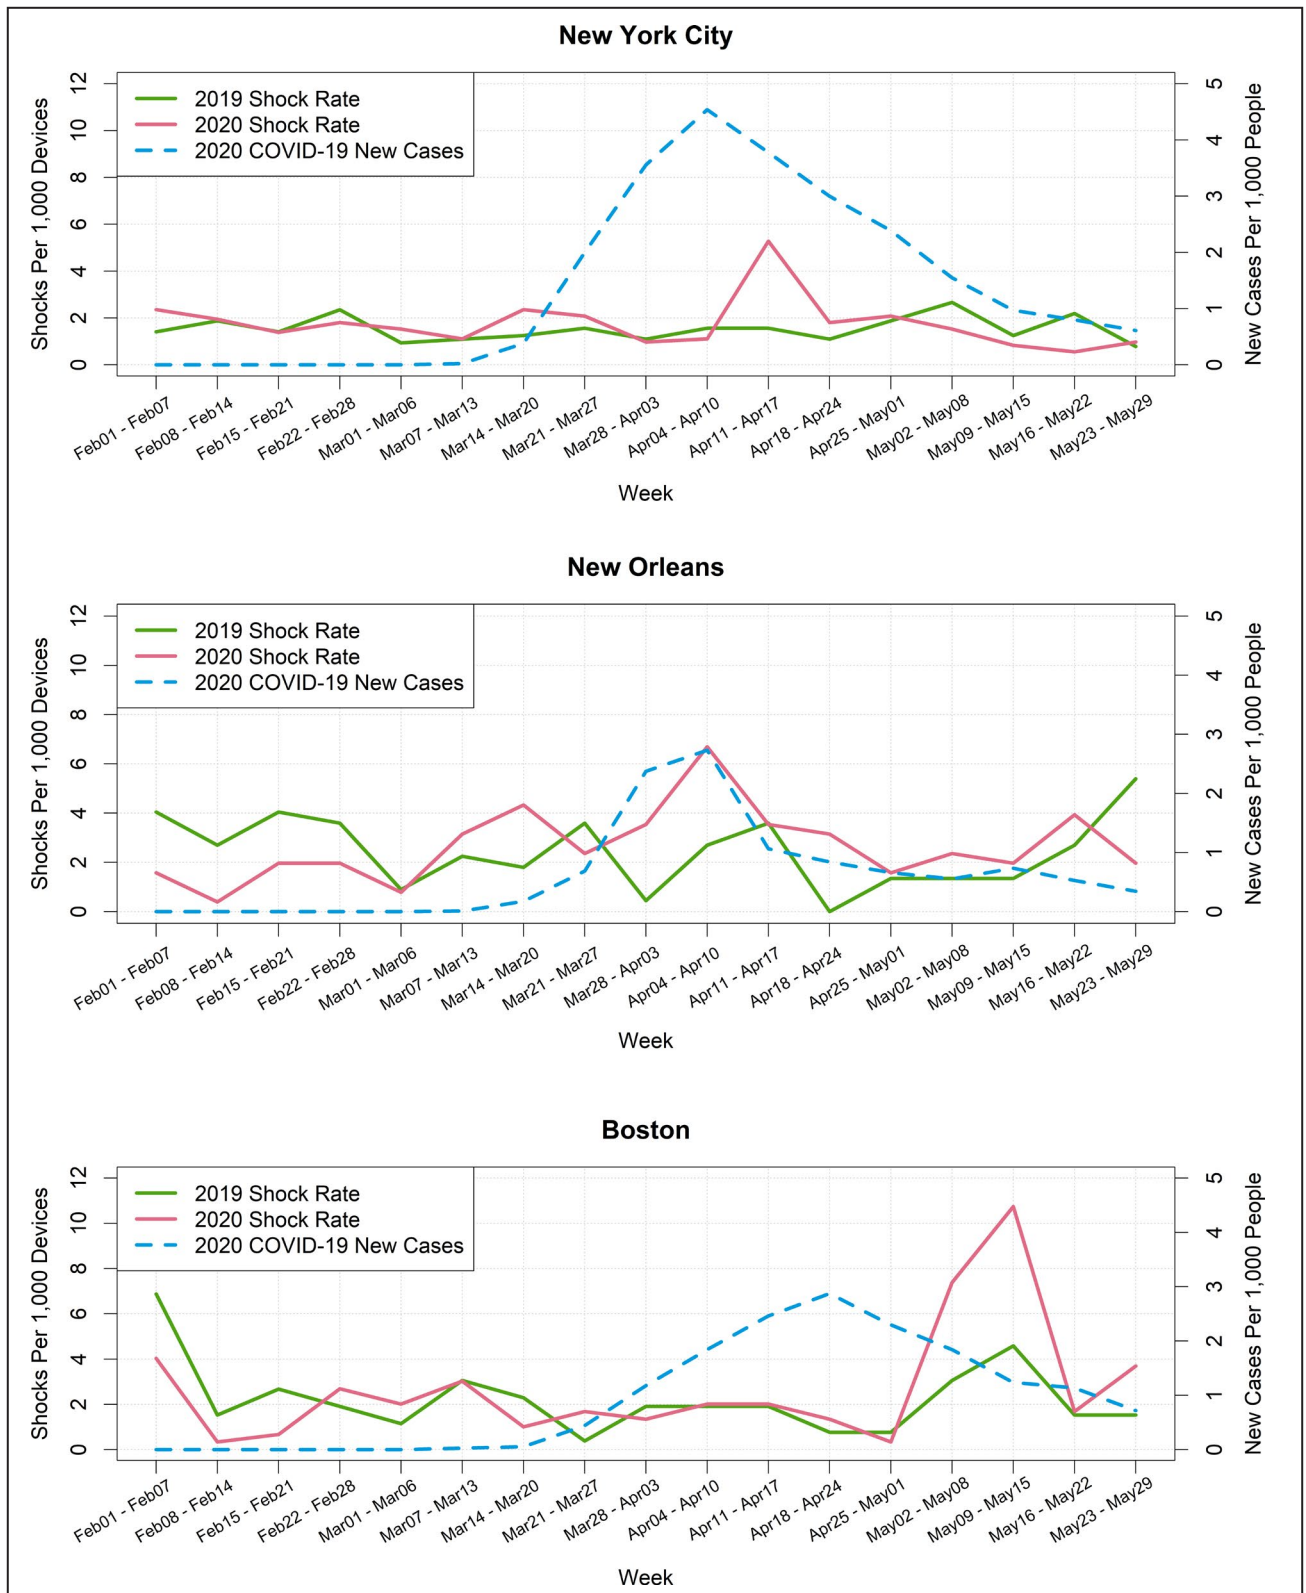 New York City
2019 Shock Rate
2020 Shock Rate
2020 COVID-19 New Cases
Shocks Per 1,000 Devices
0 2 4 6 8 10 12
New Cases Per 1,000 People
0 1 2 3 4 5
Feb01 - Feb07
Feb08 - Feb14
Feb15 - Feb21
Feb22 - Feb28
Mar01 - Mar06
Mar07 - Mar13
Mar14 - Mar20
Mar21 - Mar27
Mar28 - Apr03
Apr04 - Apr10
Apr11 - Apr17
Apr18 - Apr24
Apr25 - May01
May02 - May08
May09 - May15
May16 - May22
May23 - May29
Week
New Orleans
2019 Shock Rate
2020 Shock Rate
2020 COVID-19 New Cases
Shocks Per 1,000 Devices
0 2 4 6 8 10 12
New Cases Per 1,000 People
0 1 2 3 4 5
Feb01 - Feb07
Feb08 - Feb14
Feb15 - Feb21
Feb22 - Feb28
Mar01 - Mar06
Mar07 - Mar13
Mar14 - Mar20
Mar21 - Mar27
Mar28 - Apr03
Apr04 - Apr10
Apr11 - Apr17
Apr18 - Apr24
Apr25 - May01
May02 - May08
May09 - May15
May16 - May22
May23 - May29
Week
Boston
2019 Shock Rate
2020 Shock Rate
2020 COVID-19 New Cases
Shocks Per 1,000 Devices
0 2 4 6 8 10 12
New Cases Per 1,000 People
0 1 2 3 4 5
Feb01 - Feb07
Feb08 - Feb14
Feb15 - Feb21
Feb22 - Feb28
Mar01 - Mar06
Mar07 - Mar13
Mar14 - Mar20
Mar21 - Mar27
Mar28 - Apr03
Apr04 - Apr10
Apr11 - Apr17
Apr18 - Apr24
Apr25 - May01
May02 - May08
May09 - May15
May16 - May22
May23 - May29
Week